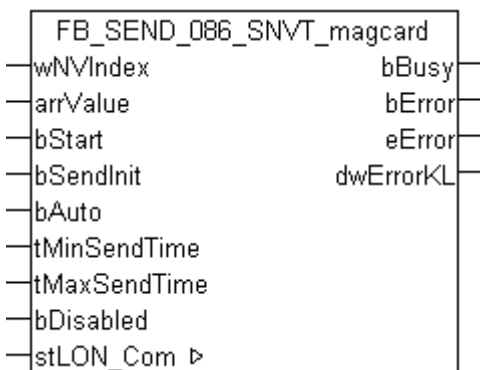 FB_SEND_086_SNVT_magcard
wNVIndex bBusy
arrValue bError
bStart eError
bSendInit dwErrorKL
bAuto
tMinSendTime
tMaxSendTime
bDisabled
stLON_Com ▷